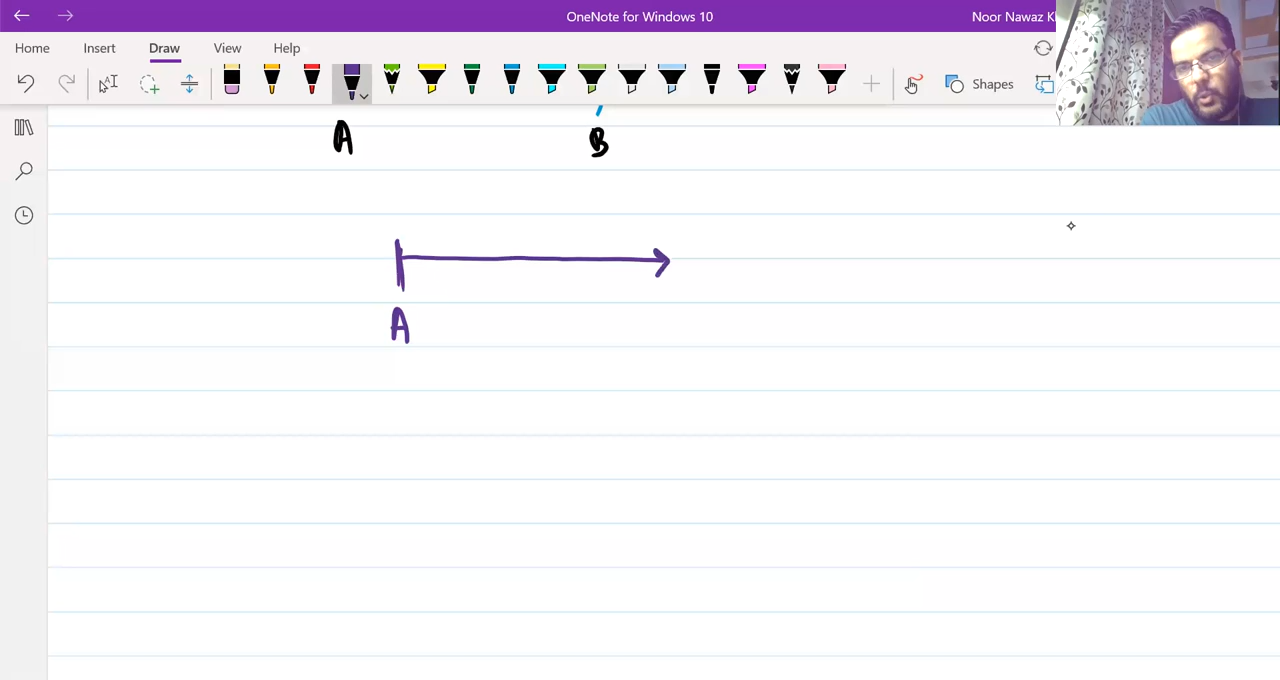 OneNote for Windows 10
Noor Nawaz K
Home Insert Draw View Help
Shapes
A B
A